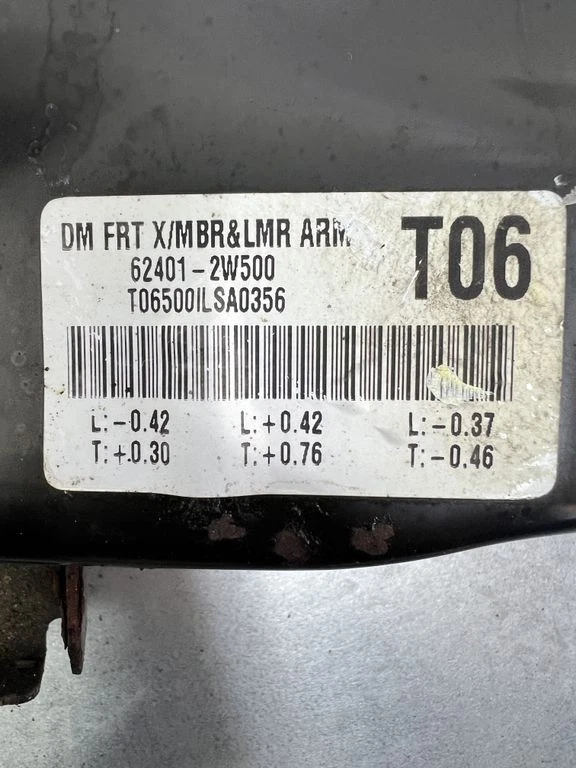 DM FRT X/MBR&LMR ARM
T06
62401-2W500
T06500ILSA0356
L:-0.42 L:+0.42 L:-0.37
T:+0.30 T:+0.76 T:-0.46